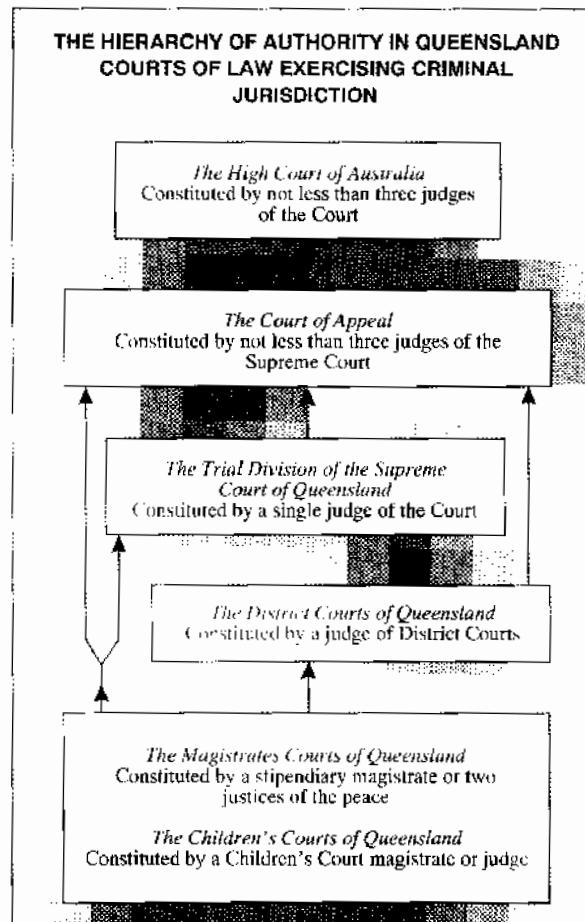 THE HIERARCHY OF AUTHORITY IN QUEENSLAND
COURTS OF LAW EXERCISING CRIMINAL
JURISDICTION
The High Court of Australia
Constituted by not less than three judges
of the Court
The Court of Appeal
Constituted by not less than three judges of the
Supreme Court
The Trial Division of the Supreme
Court of Queensland
Constituted by a single judge of the Court
The District Courts of Queensland
Constituted by a judge of District Courts
The Magistrates Courts of Queensland
Constituted by a stipendiary magistrate or two
justices of the peace
The Children's Courts of Queensland
Constituted by a Children's Court magistrate or judge